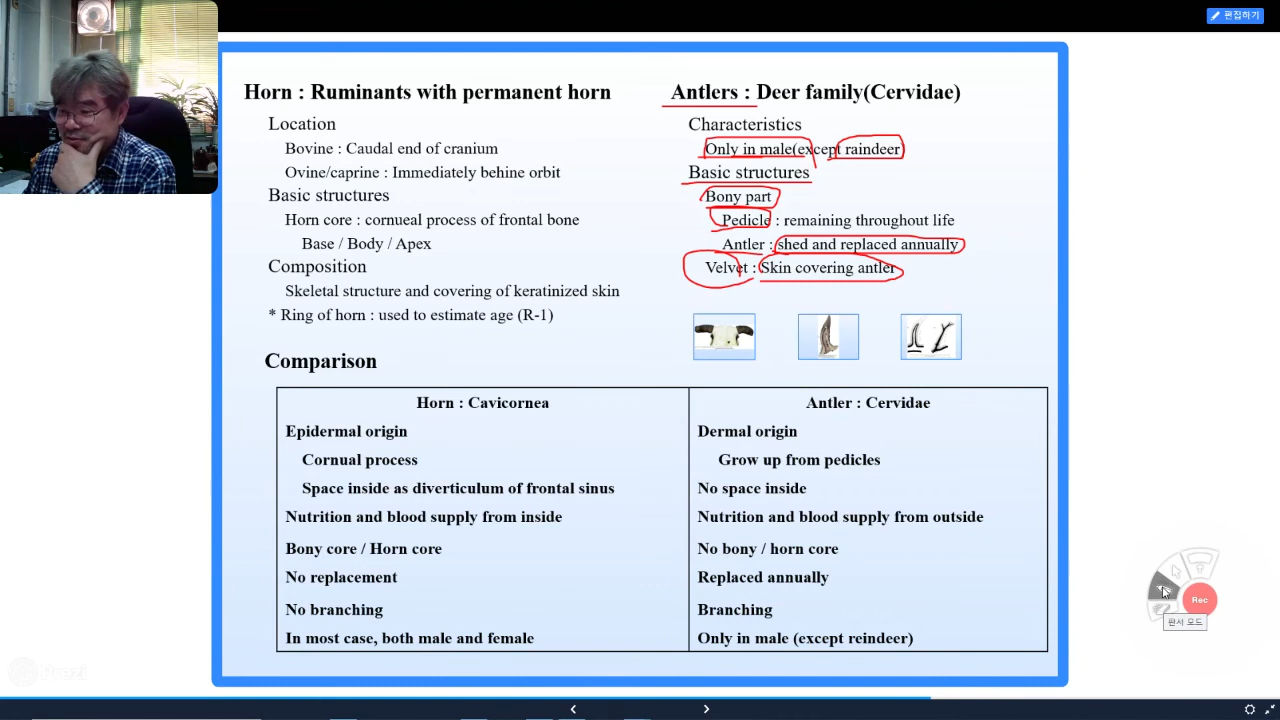 편집하기
Horn : Ruminants with permanent horn
Location
Bovine : Caudal end of cranium
Ovine/caprine : Immediately behine orbit
Basic structures
Horn core : cornueal process of frontal bone
Base / Body / Apex
Composition
Skeletal structure and covering of keratinized skin
* Ring of horn : used to estimate age (R-1)
Antlers : Deer family(Cervidae)
Characteristics
Only in male(except raindeer)
Basic structures
Bony part
Pedicle : remaining throughout life
Antler : shed and replaced annually
Velvet : Skin covering antler
Comparison
Horn : Cavicornea
Epidermal origin
Cornual process
Space inside as diverticulum of frontal sinus
Nutrition and blood supply from inside
Bony core / Horn core
No replacement
No branching
In most case, both male and female
Antler : Cervidae
Dermal origin
Grow up from pedicles
No space inside
Nutrition and blood supply from outside
No bony / horn core
Replaced annually
Branching
Only in male (except reindeer)
Rec
판서 모드
Prezi